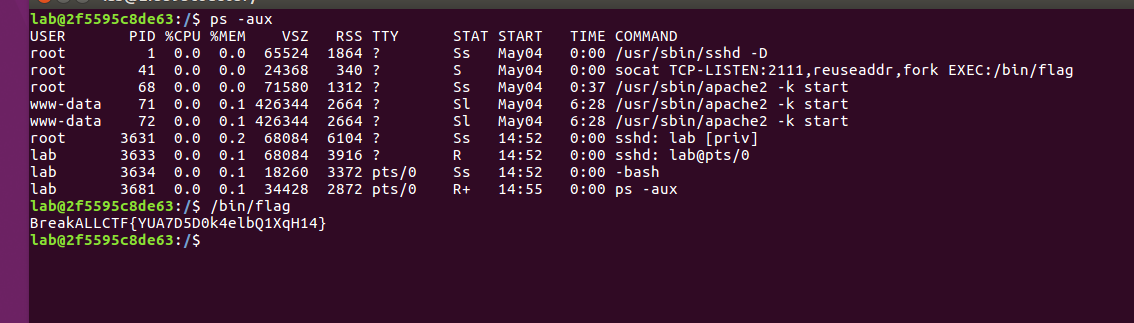 lab@2f5595c8de63:/$ ps -aux
USER PID %CPU %MEM VSZ RSS TTY STAT START TIME COMMAND
root 1 0.0 0.0 65524 1864 ? Ss May04 0:00 /usr/sbin/sshd -D
root 41 0.0 0.0 24368 340 ? S May04 0:00 socat TCP-LISTEN:2111,reuseaddr,fork EXEC:/bin/flag
root 68 0.0 0.0 71580 1312 ? Ss May04 0:37 /usr/sbin/apache2 -k start
www-data 71 0.0 0.1 426344 2664 ? Sl May04 6:28 /usr/sbin/apache2 -k start
www-data 72 0.0 0.1 426344 2664 ? Sl May04 6:28 /usr/sbin/apache2 -k start
root 3631 0.0 0.2 68084 6104 ? Ss 14:52 0:00 sshd: lab [priv]
lab 3633 0.0 0.1 68084 3916 ? R 14:52 0:00 sshd: lab@pts/0
lab 3634 0.0 0.1 18260 3372 pts/0 Ss 14:52 0:00 -bash
lab 3681 0.0 0.1 34428 2872 pts/0 R+ 14:55 0:00 ps -aux
lab@2f5595c8de63:/$ /bin/flag
BreakALLCTF{YUA7D5D0k4elbQ1XqH14}
lab@2f5595c8de63:/$